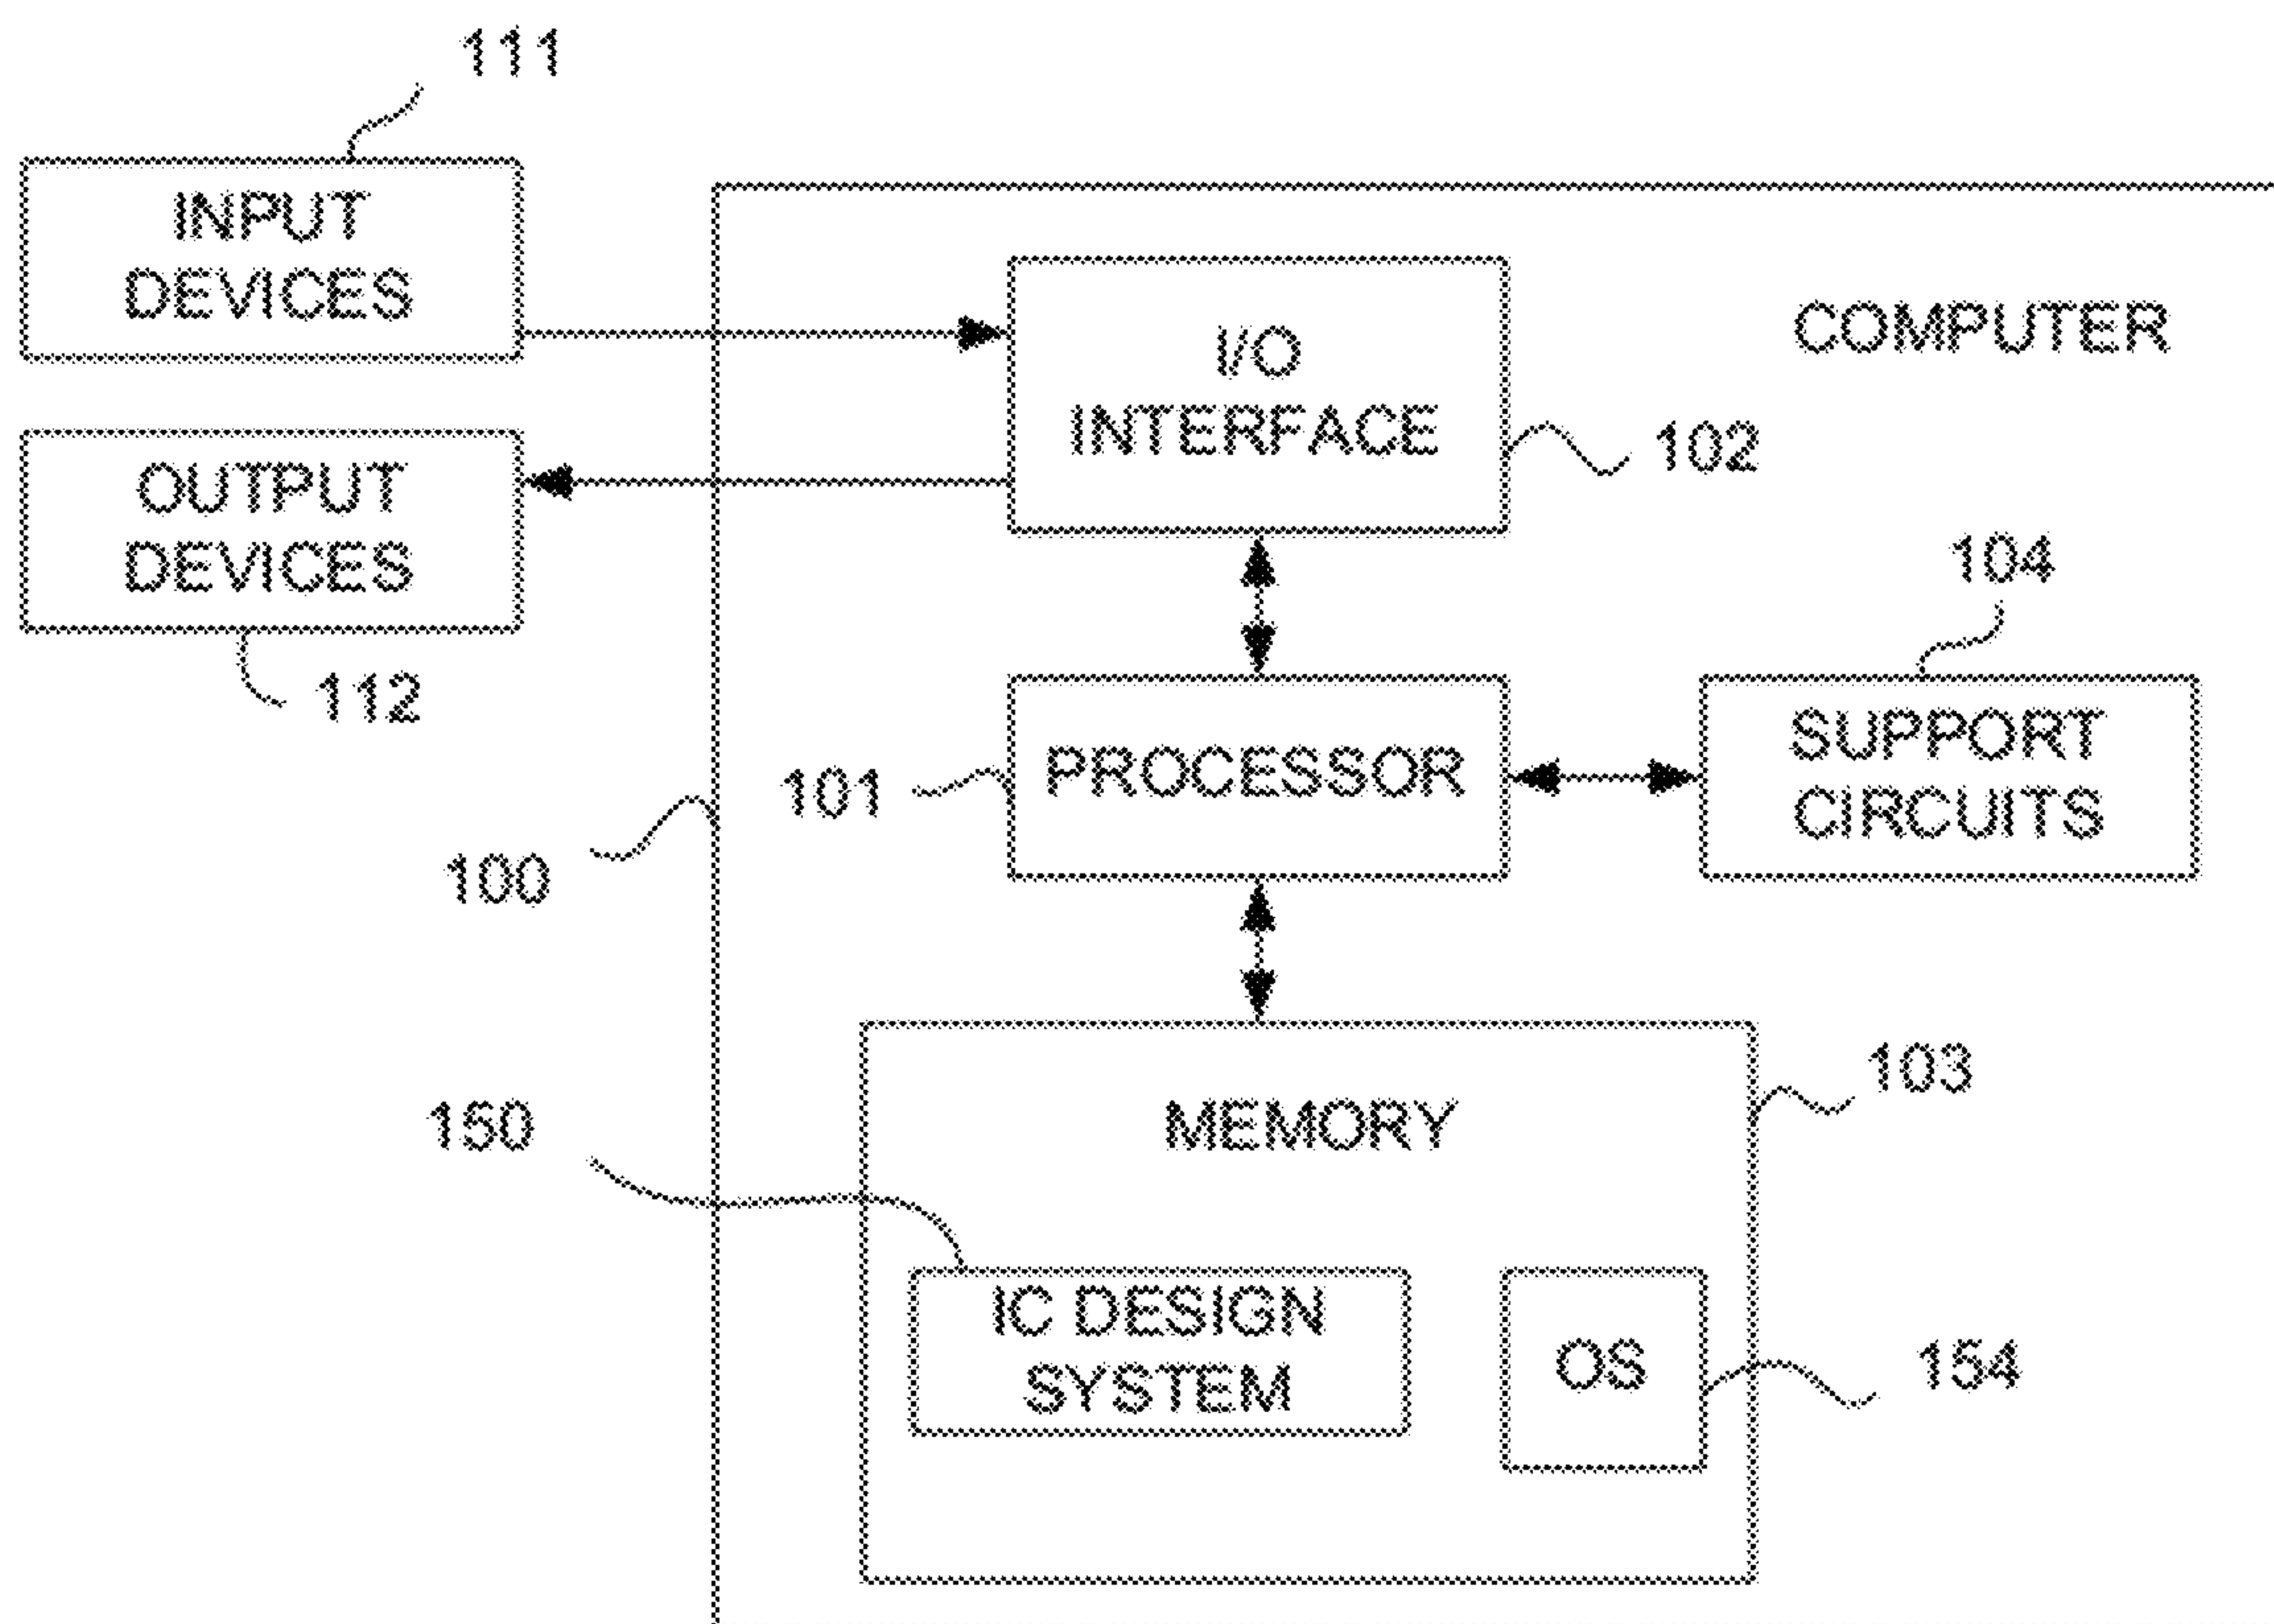 111
INPUT
DEVICES
COMPUTER
I/O
INTERFACE
102
OUTPUT
DEVICES
112
104
101
PROCESSOR
SUPPORT
CIRCUITS
100
103
MEMORY
150
IC DESIGN
SYSTEM
OS
154